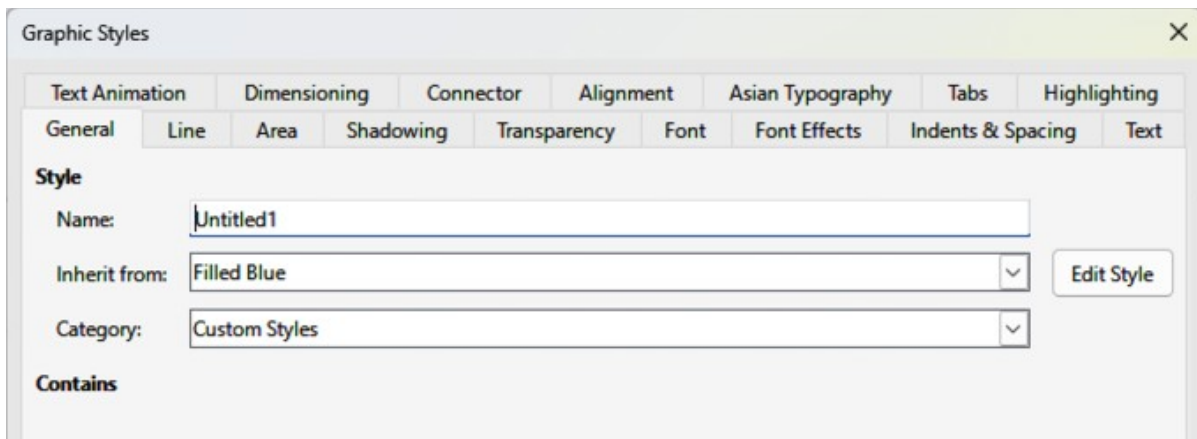 Graphic Styles
Text Animation Dimensioning Connector Alignment Asian Typography Tabs Highlighting
General Line Area Shadowing Transparency Font Font Effects Indents & Spacing Text
Style
Name: Untitled1
Inherit from: Filled Blue Edit Style
Category: Custom Styles
Contains